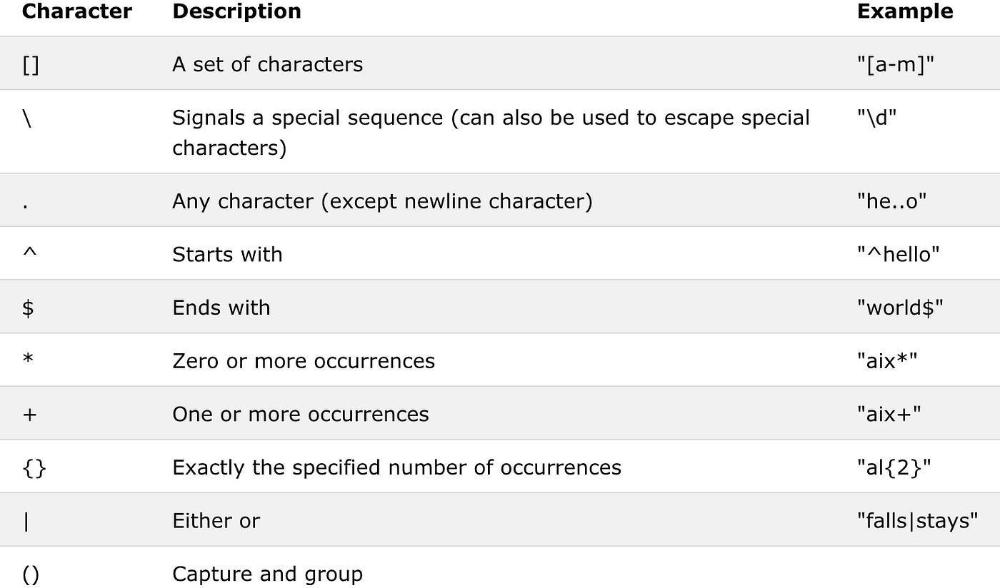 Character Description Example
[] A set of characters "[a-m]"
\ Signals a special sequence (can also be used to escape special "\d"
characters)
. Any character (except newline character) "he..o"
^ Starts with "^hello"
$ Ends with "world$"
* Zero or more occurrences "aix*"
+ One or more occurrences "aix+"
{} Exactly the specified number of occurrences "al{2}"
| Either or "falls|stays"
() Capture and group